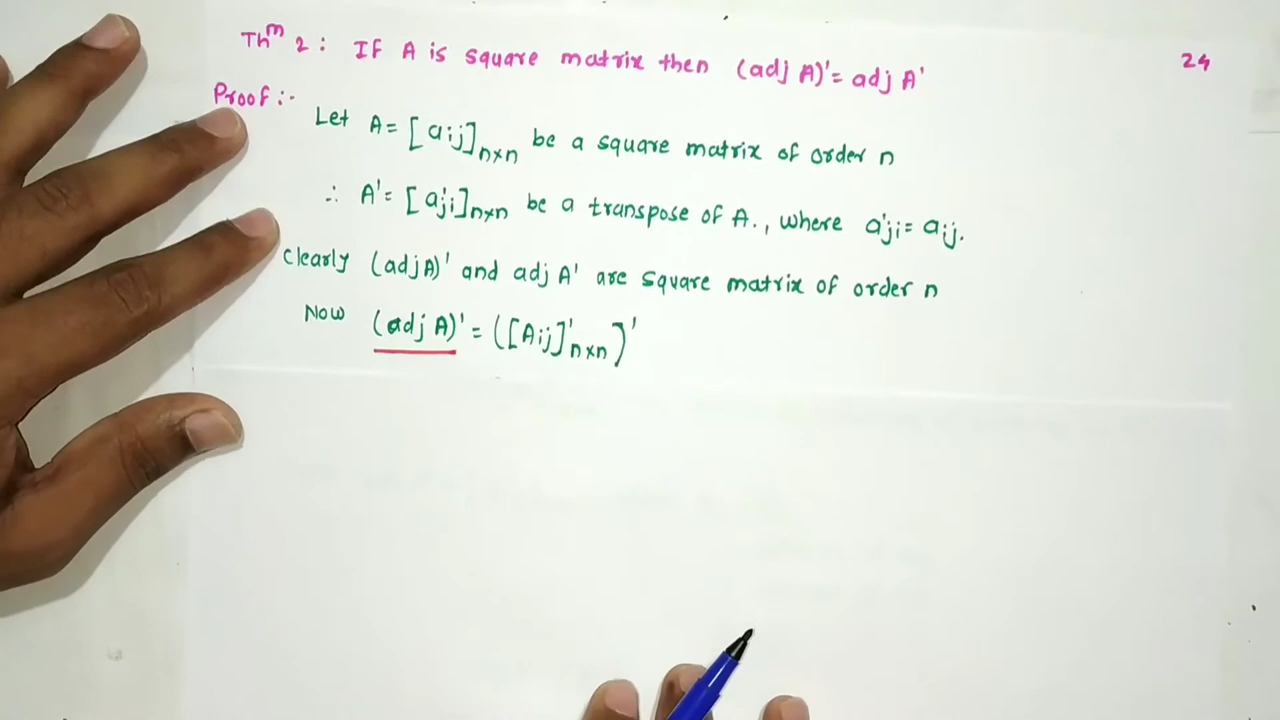 Thᵐ 2 : If A is square matrix then (adj A)' = adj A'
24
Proof :-
Let A = [aij]n×n be a square matrix of order n
∴ A' = [a'ji]n×n be a transpose of A., where a'ji = aij.
Clearly (adj A)' and adj A' are square matrix of order n
Now (adj A)' = ([Aij]'n×n)'